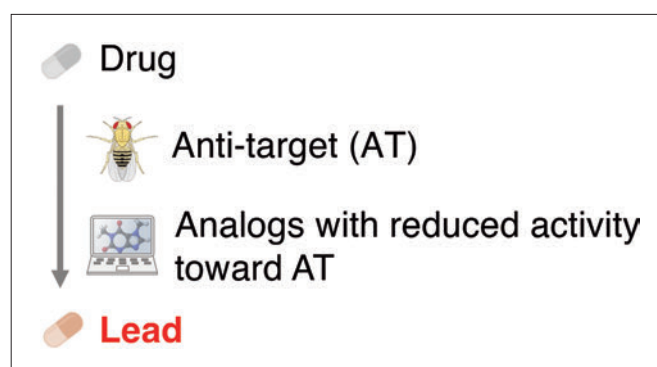 Drug
Anti-target (AT)
Analogs with reduced activity
toward AT
Lead